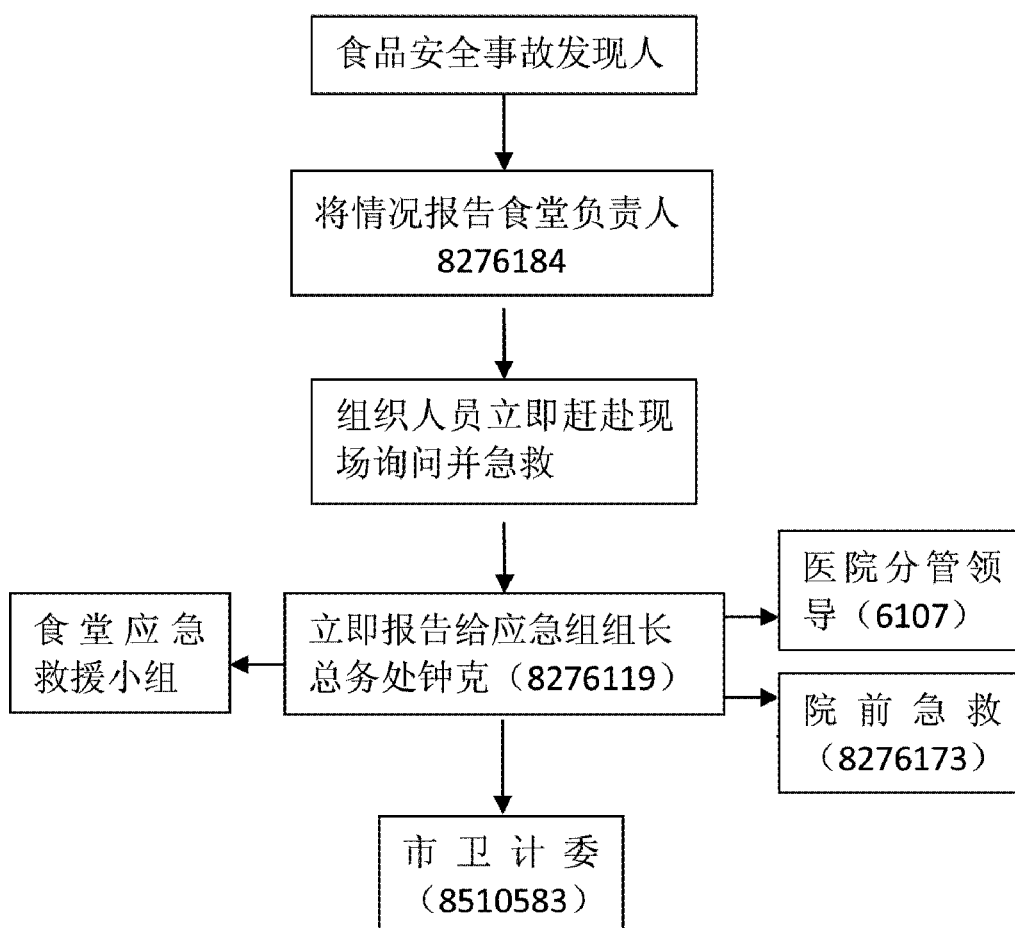 食品安全事故发现人
将情况报告食堂负责人
8276184
组织人员立即赶赴现
场询问并急救
医院分管领
导（6107）
食堂应急
救援小组
立即报告给应急组组长
总务处钟克（8276119）
院前急救
（8276173）
市卫计委
（8510583）